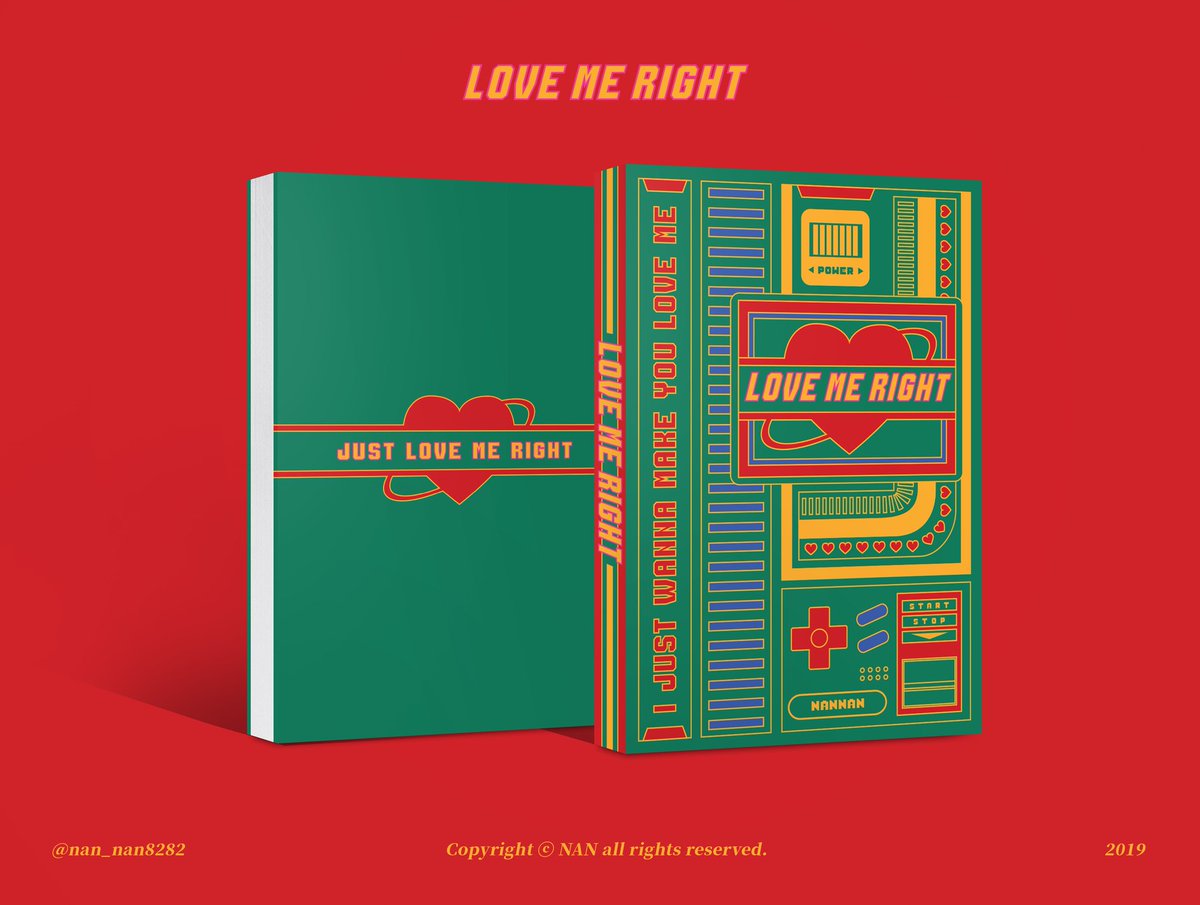 LOVE ME RIGHT
JUST LOVE ME RIGHT
LOVE ME RIGHT
I JUST WANNA MAKE YOU LOVE ME
POWER
LOVE ME RIGHT
START
STOP
NANNAN
@nan_nan8282
Copyright ⓒ NAN all rights reserved.
2019